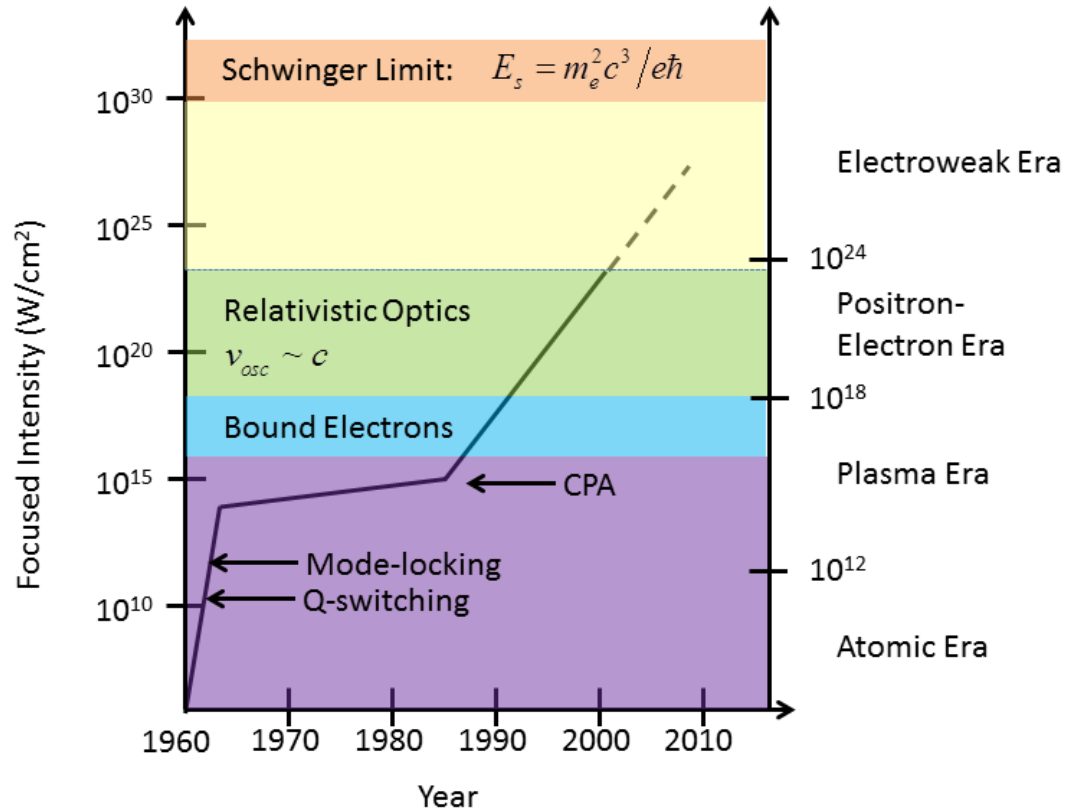 Schwinger Limit: E_s = m_e^2 c^3 / eħ
10^30
Electroweak Era
10^25
10^24
Relativistic Optics
Positron-
Electron Era
v_osc ~ c
10^20
10^18
Bound Electrons
10^15
CPA
Plasma Era
Mode-locking
10^12
Q-switching
10^10
Atomic Era
Focused Intensity (W/cm²)
1960 1970 1980 1990 2000 2010
Year